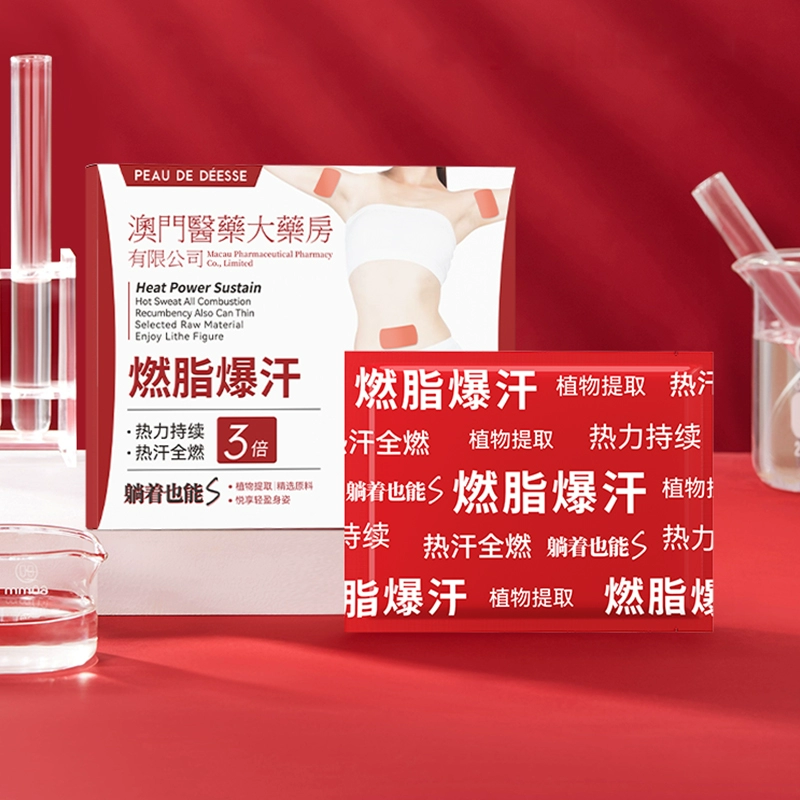 PEAU DE DÉESSE
澳門醫藥大藥房
有限公司 Macau Pharmaceutical Pharmacy Co., Limited
Heat Power Sustain
Hot Sweat All Combustion
Recumbency Also Can Thin
Selected Raw Material
Enjoy Lithe Figure
燃脂爆汗
·热力持续
·热汗全燃
3倍
躺着也能S
•植物提取|精选原料
•悦享轻盈身姿
燃脂爆汗 植物提取 热汗
汗全燃 植物提取 热力持续
躺着也能S 燃脂爆汗 植物提
持续 热汗全燃 躺着也能S 热力
脂爆汗 植物提取 燃脂爆